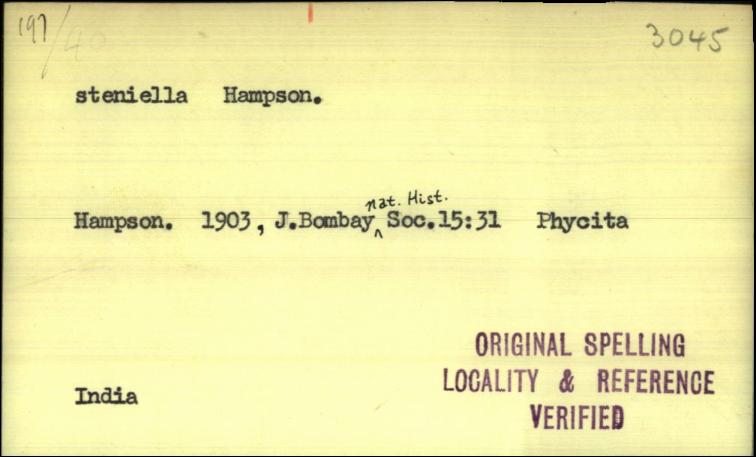 197/40
3045
steniella Hampson.
nat. Hist.
Hampson. 1903, J.Bombay ^ Soc.15:31 Phycita
ORIGINAL SPELLING
LOCALITY & REFERENCE
VERIFIED
India